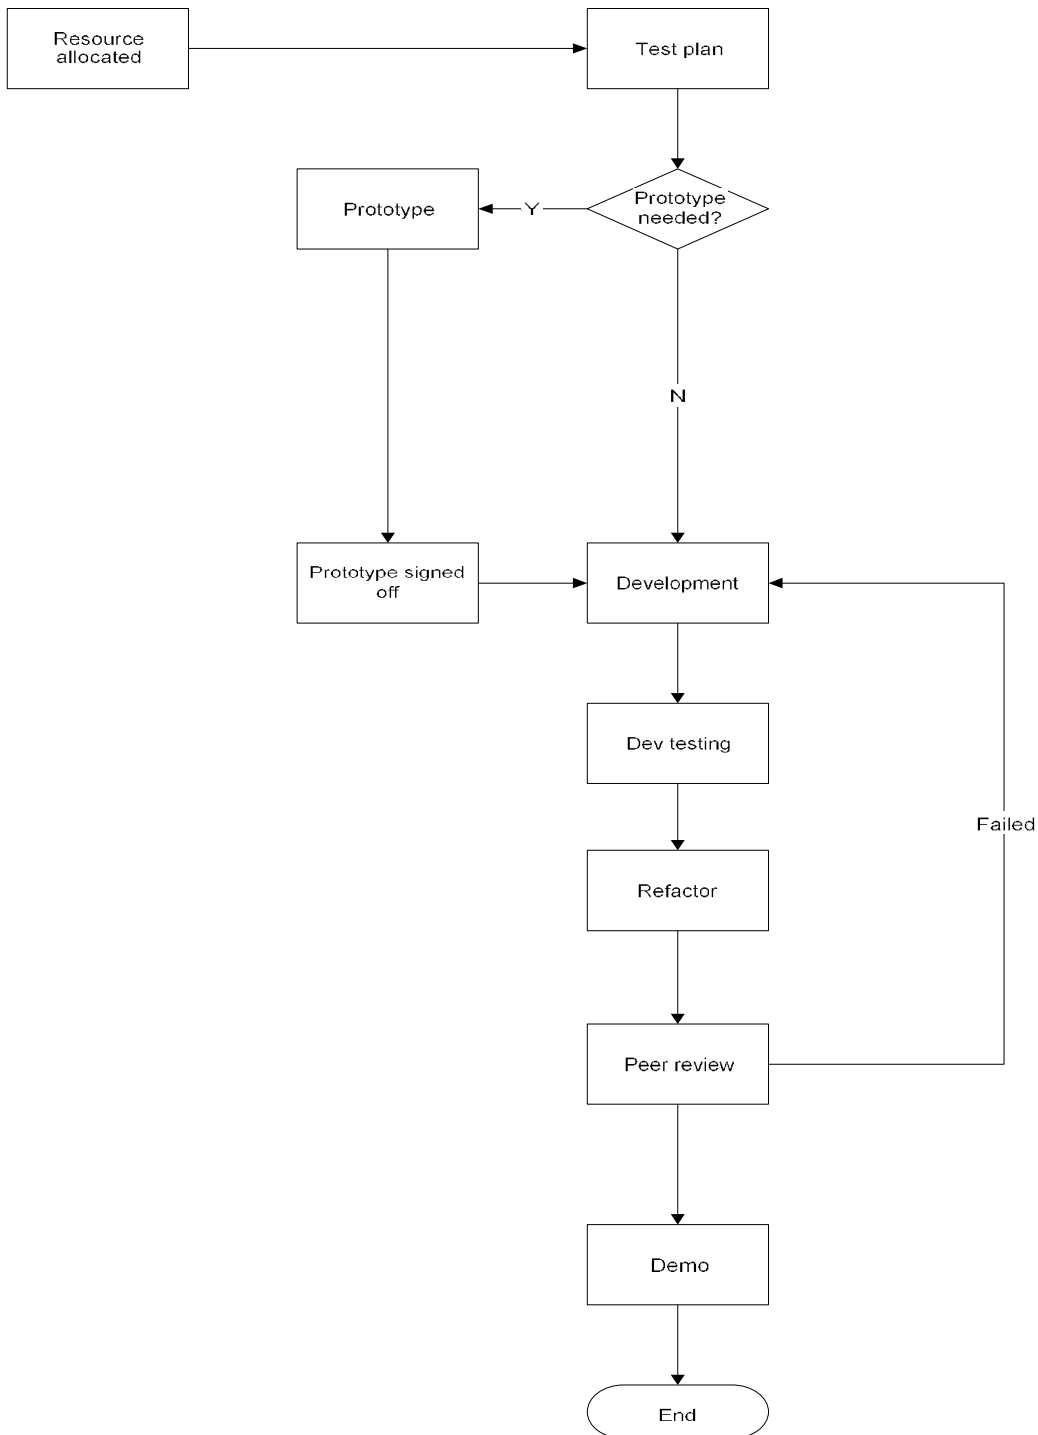 Resource
allocated
Test plan
Prototype
needed?
Y
Prototype
N
Prototype signed
off
Development
Dev testing
Failed
Refactor
Peer review
Demo
End